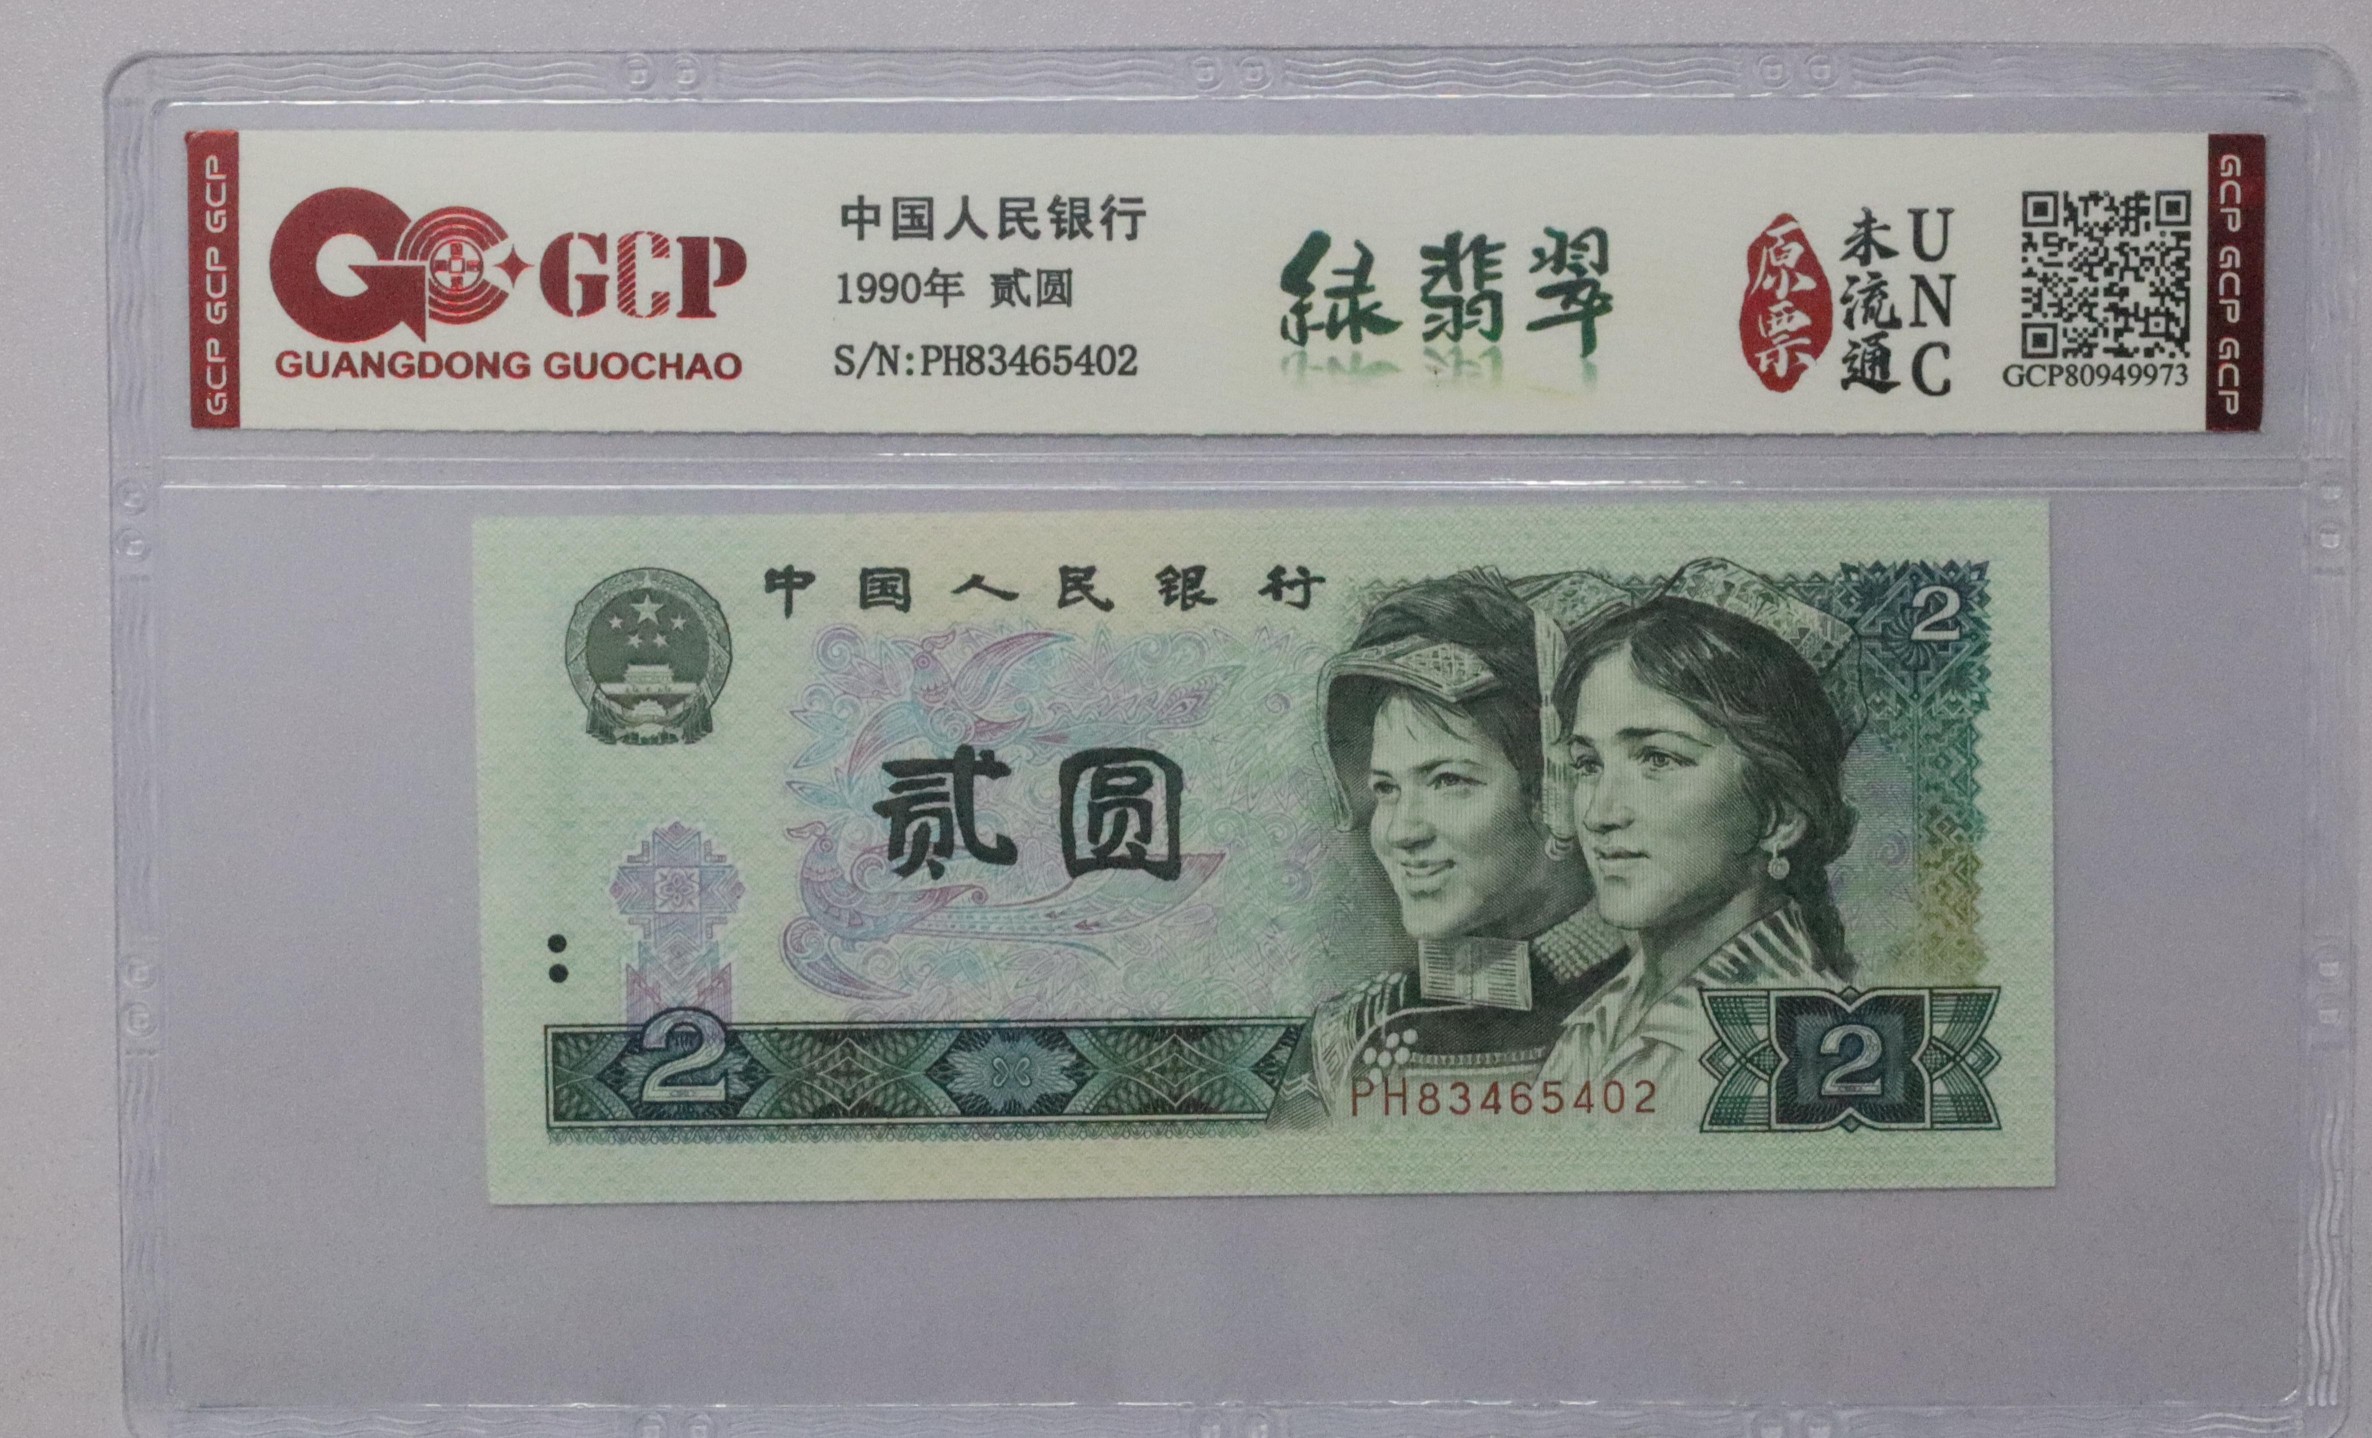 GCP GCP GCP
GCP
GUANGDONG GUOCHAO
中国人民银行
1990年 贰圆
S/N:PH83465402
绿翡翠
原票
未流通
UNC
GCP80949973
GCP GCP GCP
中国人民银行
2
贰圆
2
PH83465402
2